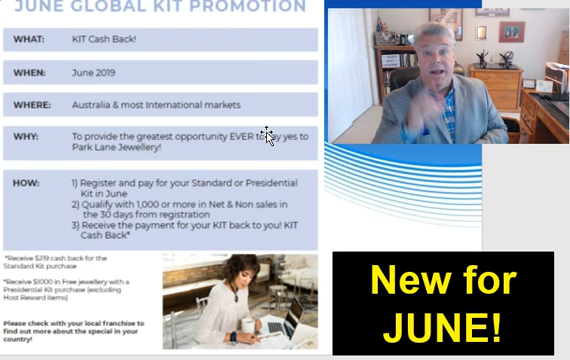 JUNE GLOBAL KIT PROMOTION
WHAT: KIT Cash Back!
WHEN: June 2019
WHERE: Australia & most International markets
WHY: To provide the greatest opportunity EVER to say yes to
Park Lane Jewellery!
HOW: 1) Register and pay for your Standard or Presidential
Kit in June
2) Qualify with 1,000 or more in Net & Non sales in
the 30 days from registration
3) Receive the payment for your KIT back to you! KIT
Cash Back*
*Receive $219 cash back for the
Standard Kit purchase
*Receive $1000 in Free jewellery with a
Presidential Kit purchase (excluding
Host Reward items)
Please check with your local franchise to
find out more about the special in your
country!
New for
JUNE!